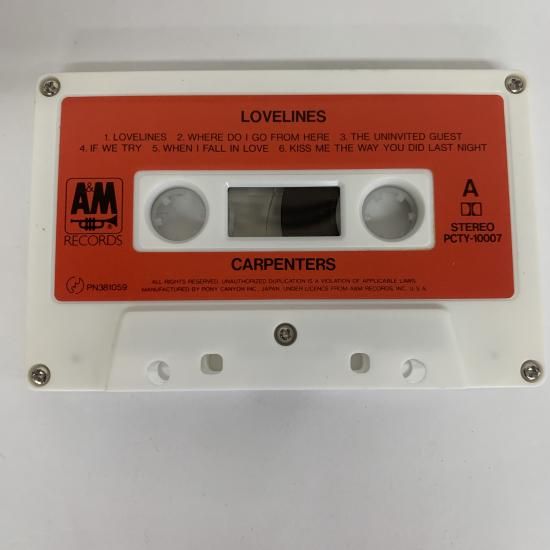 LOVELINES
1. LOVELINES 2. WHERE DO I GO FROM HERE 3. THE UNINVITED GUEST
4. IF WE TRY 5. WHEN I FALL IN LOVE 6. KISS ME THE WAY YOU DID LAST NIGHT
A&M
RECORDS
A
STEREO
PCTY-10007
CARPENTERS
PN381059
ALL RIGHTS RESERVED. UNAUTHORIZED DUPLICATION IS A VIOLATION OF APPLICABLE LAWS.
MANUFACTURED BY PONY CANYON INC., JAPAN. UNDER LICENCE FROM A&M RECORDS, INC. U.S.A.